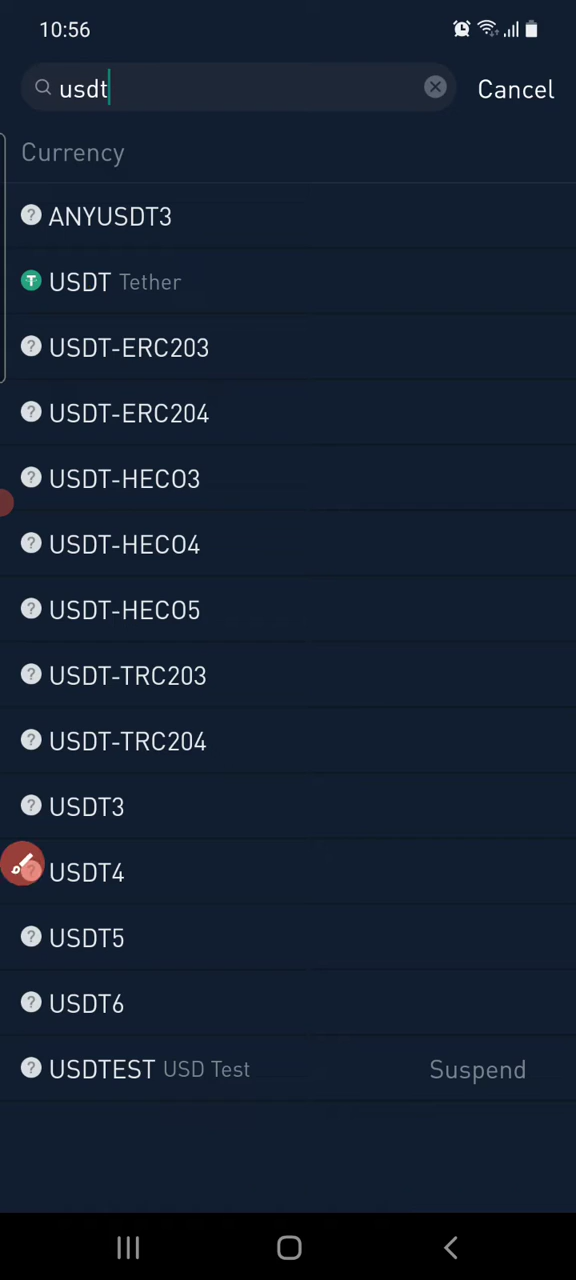 10:56
usdt
Cancel
Currency
ANYUSDT3
USDT Tether
USDT-ERC203
USDT-ERC204
USDT-HECO3
USDT-HECO4
USDT-HECO5
USDT-TRC203
USDT-TRC204
USDT3
USDT4
USDT5
USDT6
USDTEST USD Test Suspend